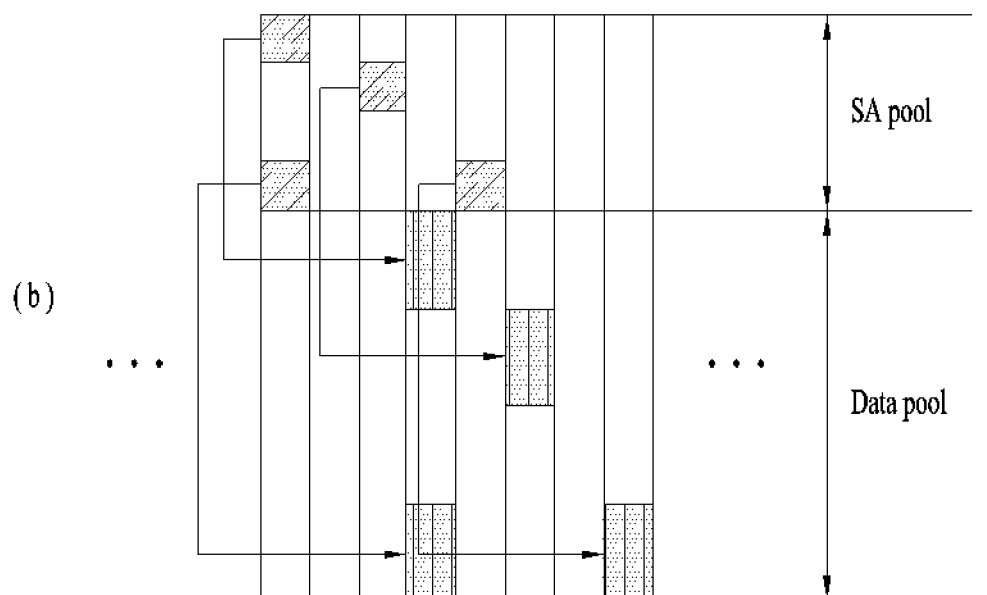 SA pool
(b)
• • •
• • •
Data pool